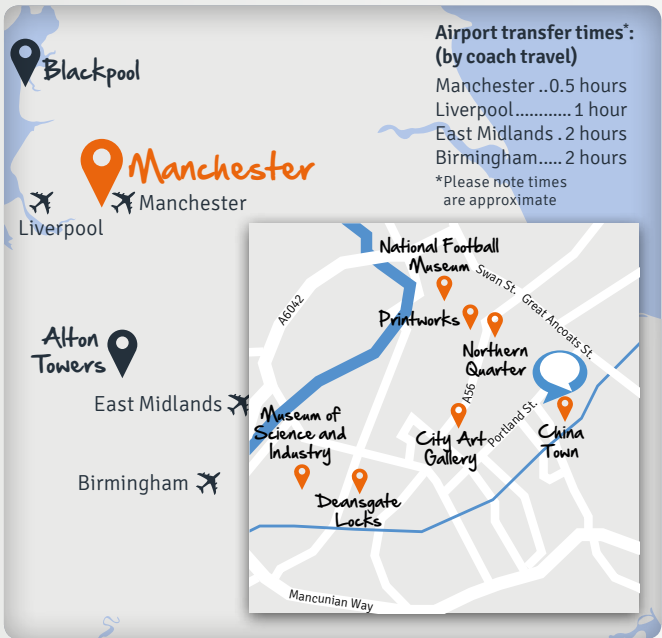 Airport transfer times*:
(by coach travel)
Manchester ..0.5 hours
Liverpool............ 1 hour
East Midlands . 2 hours
Birmingham..... 2 hours
*Please note times
are approximate
Blackpool
Manchester
Manchester
Liverpool
Alton
Towers
East Midlands
Birmingham
National Football
Museum
Swan St.
Great Ancoats St.
A6042
Printworks
Northern
Quarter
A56
Portland St.
Museum of
Science and
Industry
City Art
Gallery
China
Town
Deansgate
Locks
Mancunian Way